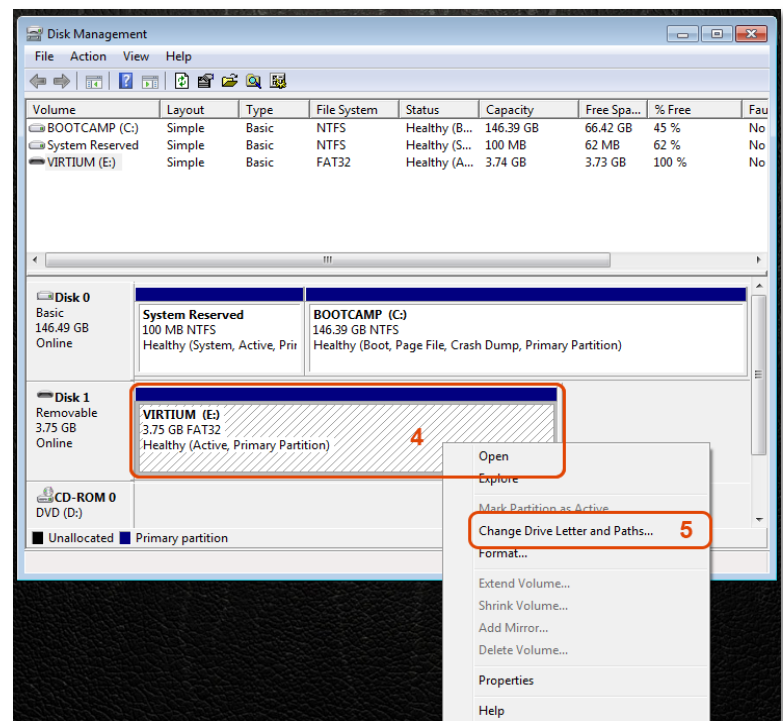 Disk Management
File Action View Help
Volume Layout Type File System Status Capacity Free Spa... % Free Fau
BOOTCAMP (C:) Simple Basic NTFS Healthy (B... 146.39 GB 66.42 GB 45 % No
System Reserved Simple Basic NTFS Healthy (S... 100 MB 62 MB 62 % No
VIRTIUM (E:) Simple Basic FAT32 Healthy (A... 3.74 GB 3.73 GB 100 % No
Disk 0
Basic
146.49 GB
Online
System Reserved
100 MB NTFS
Healthy (System, Active, Prir
BOOTCAMP (C:)
146.39 GB NTFS
Healthy (Boot, Page File, Crash Dump, Primary Partition)
Disk 1
Removable
3.75 GB
Online
VIRTIUM (E:)
3.75 GB FAT32
Healthy (Active, Primary Partition)
4
CD-ROM 0
DVD (D:)
Unallocated Primary partition
Open
Explore
Mark Partition as Active
Change Drive Letter and Paths... 5
Format...
Extend Volume...
Shrink Volume...
Add Mirror...
Delete Volume...
Properties
Help